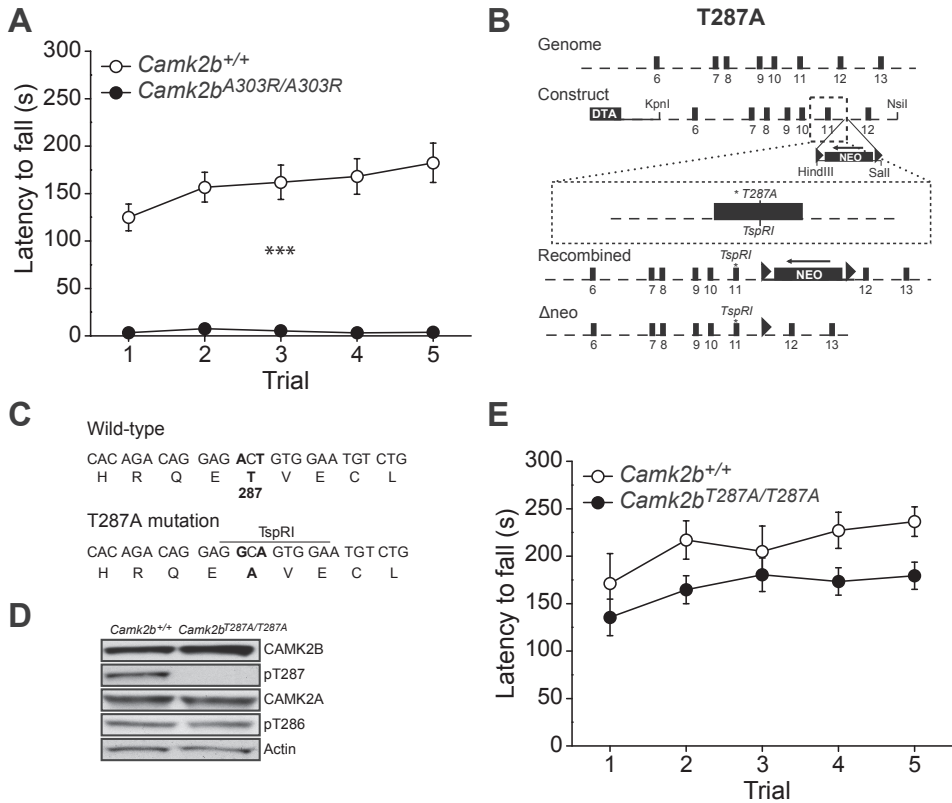 A
300
250
200
150
100
50
0
Latency to fall (s)
Camk2b+/+
Camk2bA303R/A303R
***
1 2 3 4 5
Trial
B
T287A
Genome
6 7 8 9 10 11 12 13
Construct
DTA KpnI NsiI
6 7 8 9 10 11 12
NEO
HindIII SalI
* T287A
TspRI
Recombined
TspRI
*
NEO
6 7 8 9 10 11 12 13
Δneo
TspRI
*
6 7 8 9 10 11 12 13
C
Wild-type
CAC AGA CAG GAG ACT GTG GAA TGT CTG
H R Q E T V E C L
287
T287A mutation
TspRI
CAC AGA CAG GAG GCA GTG GAA TGT CTG
H R Q E A V E C L
D
Camk2b+/+ Camk2bT287A/T287A
CAMK2B
pT287
CAMK2A
pT286
Actin
E
300
250
200
150
100
50
0
Latency to fall (s)
Camk2b+/+
Camk2bT287A/T287A
1 2 3 4 5
Trial